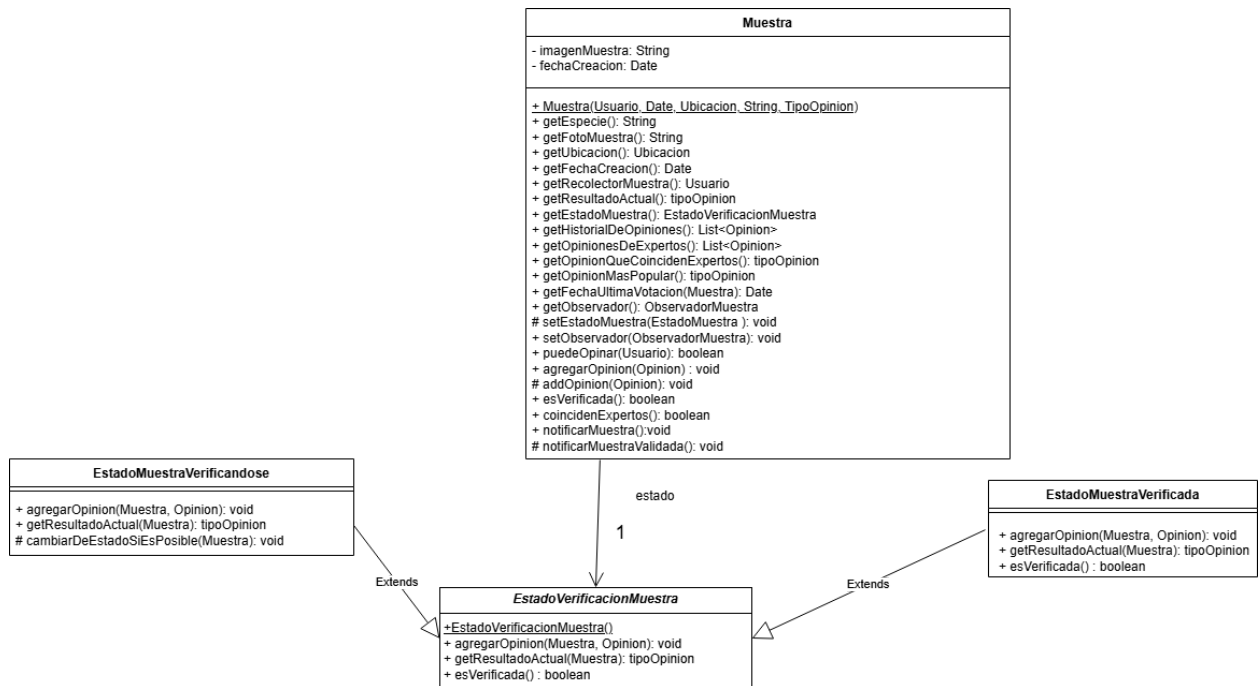 Muestra
- imagenMuestra: String
- fechaCreacion: Date
+ Muestra(Usuario, Date, Ubicacion, String, TipoOpinion)
+ getEspecie(): String
+ getFotoMuestra(): String
+ getUbicacion(): Ubicacion
+ getFechaCreacion(): Date
+ getRecolectorMuestra(): Usuario
+ getResultadoActual(): tipoOpinion
+ getEstadoMuestra(): EstadoVerificacionMuestra
+ getHistorialDeOpiniones(): List<Opinion>
+ getOpinionesDeExpertos(): List<Opinion>
+ getOpinionQueCoincidenExpertos(): tipoOpinion
+ getOpinionMasPopular(): tipoOpinion
+ getFechaUltimaVotacion(Muestra): Date
+ getObservador(): ObservadorMuestra
# setEstadoMuestra(EstadoMuestra ): void
+ setObservador(ObservadorMuestra): void
+ puedeOpinar(Usuario): boolean
+ agregarOpinion(Opinion) : void
# addOpinion(Opinion): void
+ esVerificada(): boolean
+ coincidenExpertos(): boolean
+ notificarMuestra():void
# notificarMuestraValidada(): void
EstadoMuestraVerificandose
+ agregarOpinion(Muestra, Opinion): void
+ getResultadoActual(Muestra): tipoOpinion
# cambiarDeEstadoSiEsPosible(Muestra): void
estado
1
EstadoMuestraVerificada
+ agregarOpinion(Muestra, Opinion): void
+ getResultadoActual(Muestra): tipoOpinion
+ esVerificada() : boolean
Extends
Extends
EstadoVerificacionMuestra
+EstadoVerificacionMuestra()
+ agregarOpinion(Muestra, Opinion): void
+ getResultadoActual(Muestra): tipoOpinion
+ esVerificada() : boolean